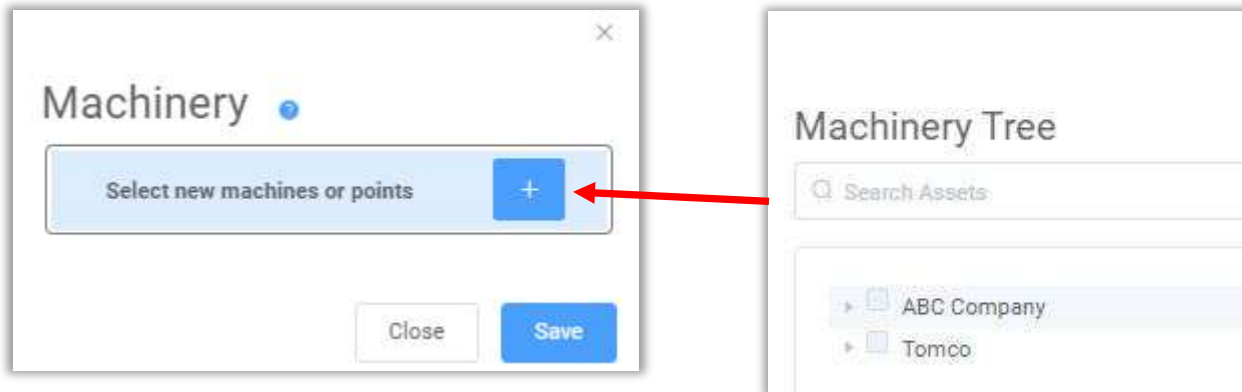 Machinery
Select new machines or points
+
Close
Save
Machinery Tree
Search Assets
ABC Company
Tomco